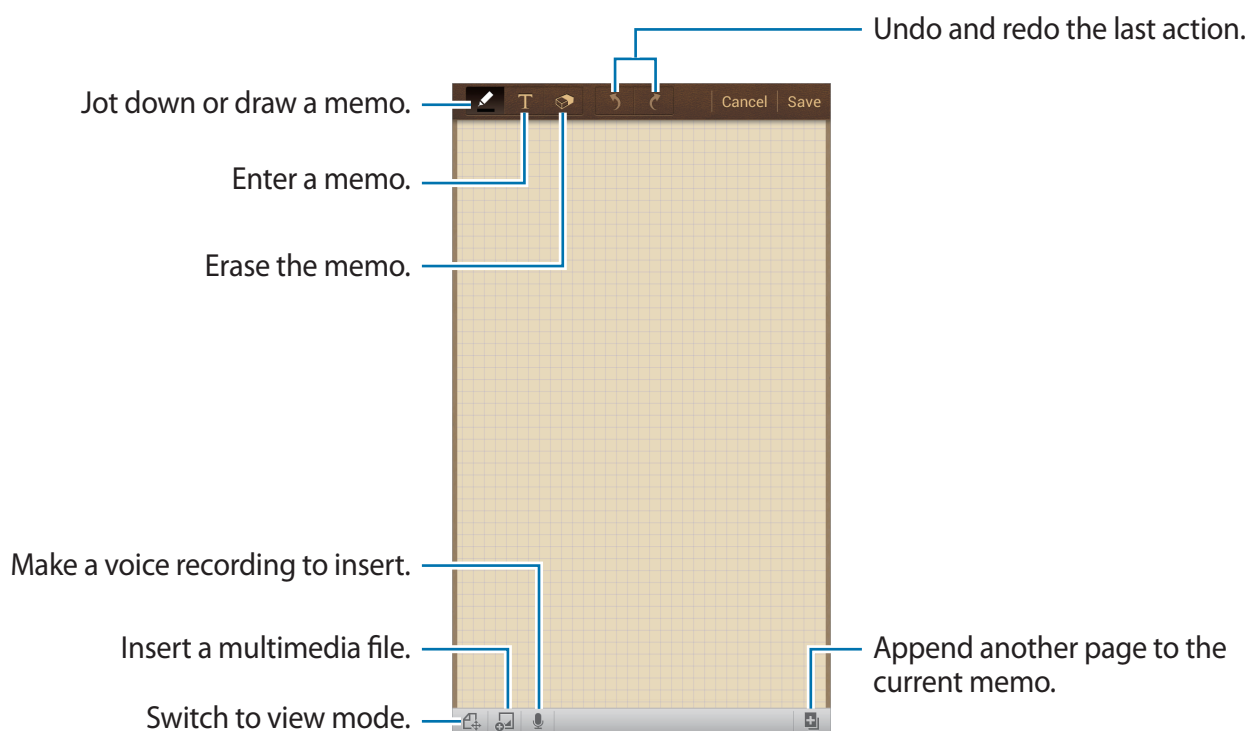 Undo and redo the last action.
Jot down or draw a memo.
T
Cancel
Save
Enter a memo.
Erase the memo.
Make a voice recording to insert.
Insert a multimedia file.
Append another page to the
current memo.
Switch to view mode.